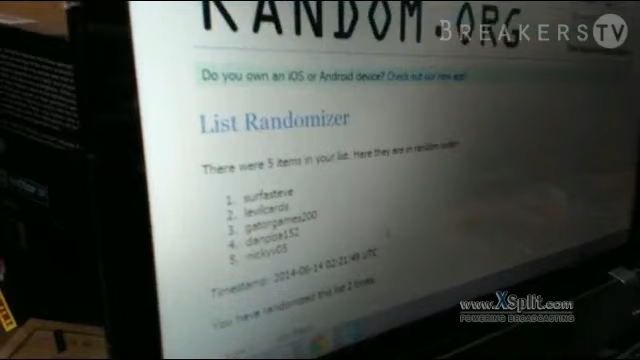 RANDOM.ORG
BREAKERSTV
Do you own an iOS or Android device? Check out our new app!
List Randomizer
There were 5 items in your list. Here they are in random order:
1. surfasteve
2. levilcards
3. gatorgames200
4. danpba152
5. nickyv05
Timestamp: 2014-06-14 02:21:49 UTC
You have randomized this list 2 times.
www.XSplit.com
POWERING BROADCASTING